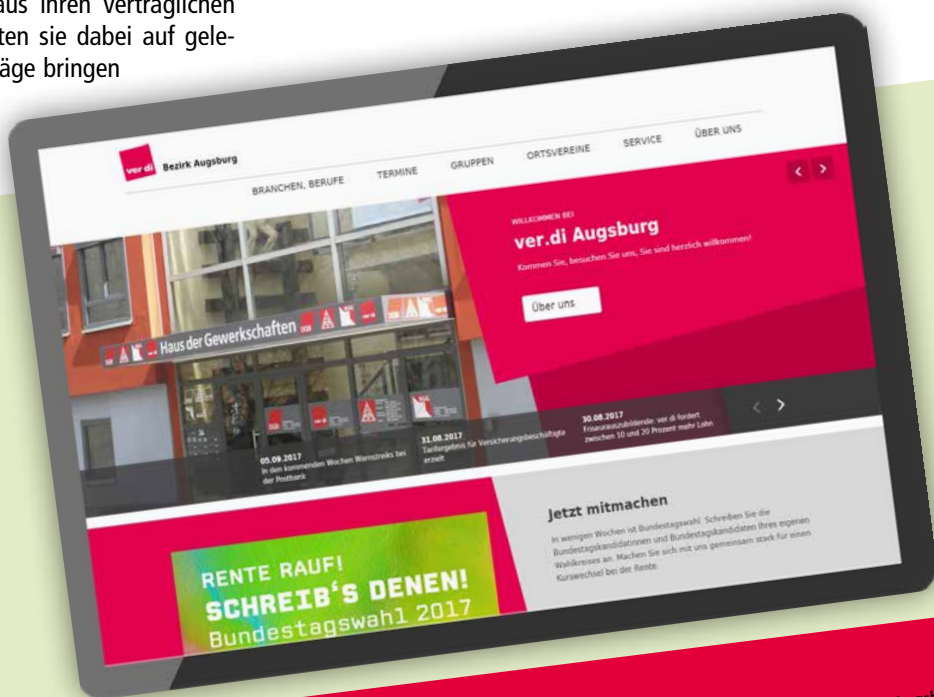 aus ihren vertraglichen
ten sie dabei auf gele-
äge bringen
ver.di
Bezirk Augsburg
BRANCHEN, BERUFE
TERMINE
GRUPPEN
ORTSVEREINE
SERVICE
ÜBER UNS
WILLKOMMEN BEI
ver.di Augsburg
Kommen Sie, besuchen Sie uns, Sie sind herzlich willkommen!
Über uns
Haus der Gewerkschaften
05.09.2017
In den kommenden Wochen Warnstreiks bei
der Postbank
31.08.2017
Tarifergebnis für Versicherungsbeschäftigte
erzielt
30.08.2017
Friseurauszubildende: ver.di fordert
zwischen 10 und 20 Prozent mehr Lohn
RENTE RAUF!
SCHREIB'S DENEN!
Bundestagswahl 2017
Jetzt mitmachen
In wenigen Wochen ist Bundestagswahl. Schreiben Sie die
Bundestagskandidatinnen und Bundestagskandidaten Ihres eigenen
Wahlkreises an. Machen Sie sich mit uns gemeinsam stark für einen
Kurswechsel bei der Rente.